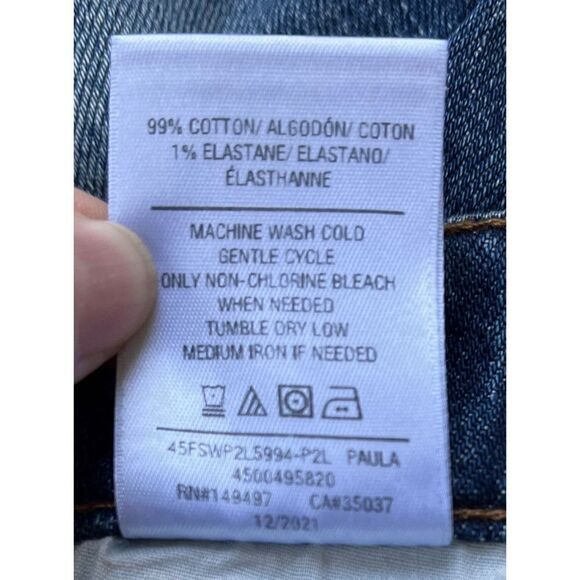 99% COTTON/ ALGODÓN/ COTON
1% ELASTANE/ ELASTANO/
ÉLASTHANNE
MACHINE WASH COLD
GENTLE CYCLE
ONLY NON-CHLORINE BLEACH
WHEN NEEDED
TUMBLE DRY LOW
MEDIUM IRON IF NEEDED
45FSWP2L5994-P2L PAULA
4500495820
RN#149497 CA#35037
12/2021